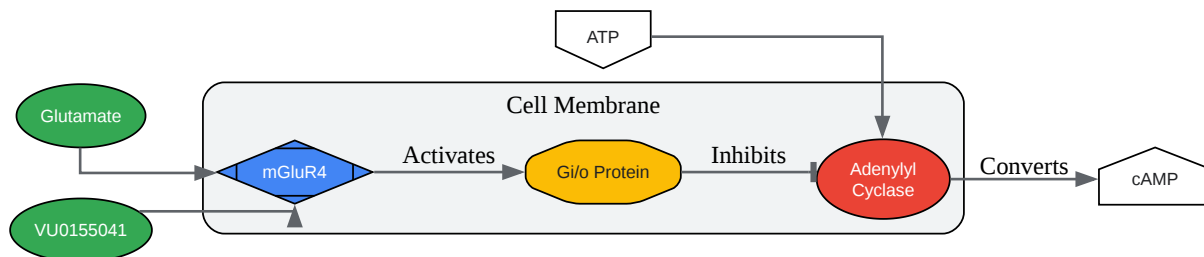 ATP
Cell Membrane
Glutamate
mGluR4
Activates
Gi/o Protein
Inhibits
Adenylyl
Cyclase
Converts
cAMP
VU0155041